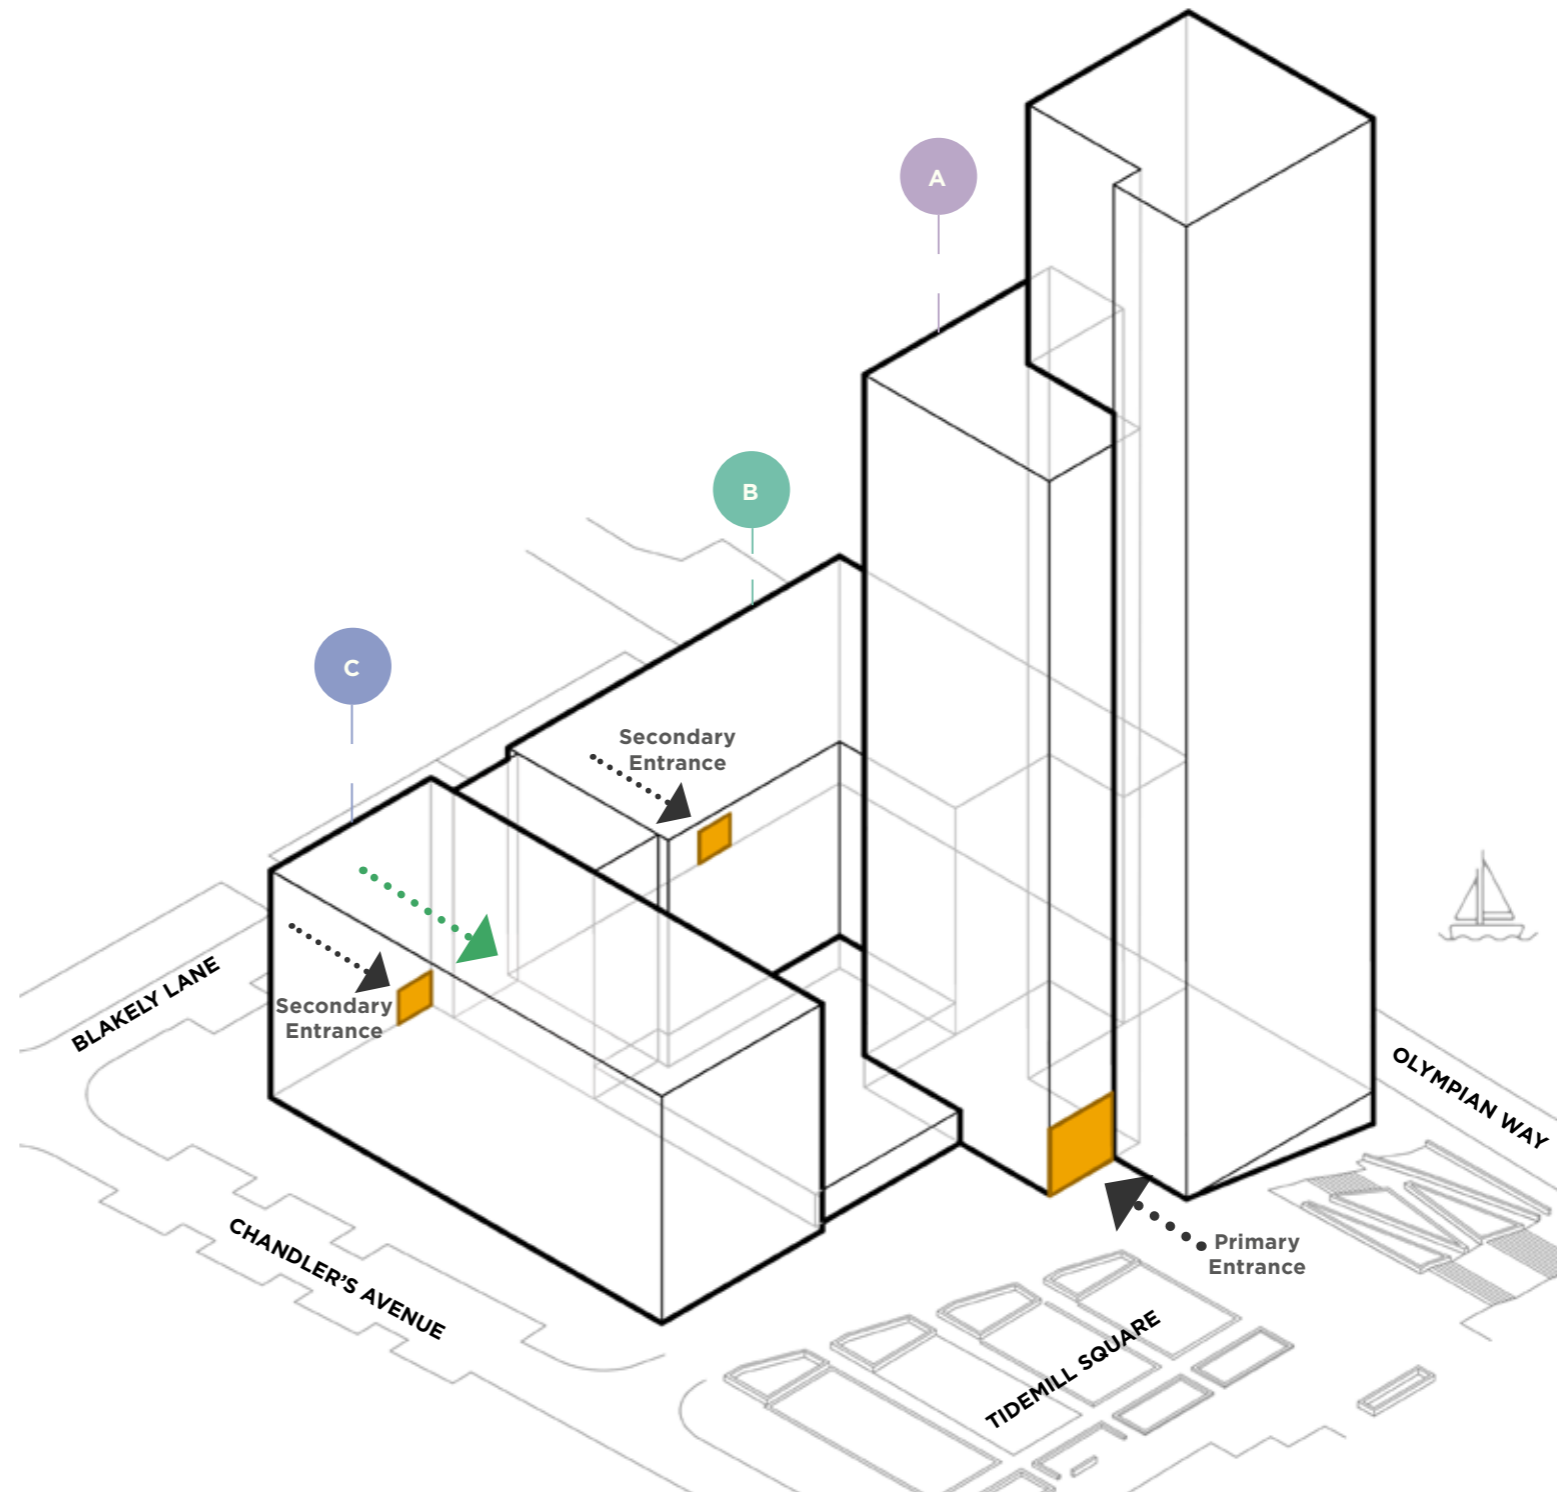 A
B
C
Secondary
Entrance
Secondary
Entrance
BLAKELY LANE
OLYMPIAN WAY
CHANDLER'S AVENUE
Primary
Entrance
TIDEMILL SQUARE